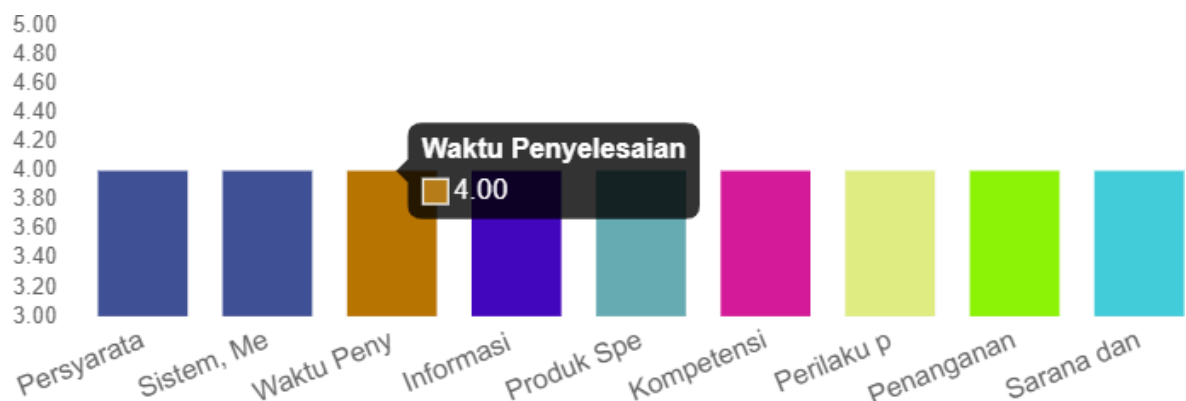 5.00
4.80
4.60
4.40
4.20
4.00
3.80
3.60
3.40
3.20
3.00
Waktu Penyelesaian
4.00
Persyarata
Sistem, Me
Waktu Peny
Informasi
Produk Spe
Kompetensi
Perilaku p
Penanganan
Sarana dan